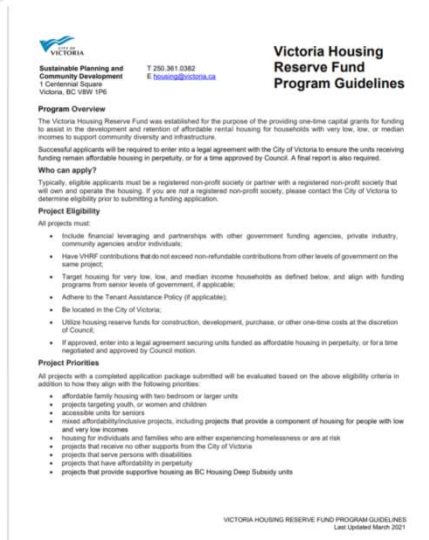 CITY OF
VICTORIA
Victoria Housing
Reserve Fund
Program Guidelines
Sustainable Planning and
Community Development
1 Centennial Square
Victoria, BC V8W 1P6
T 250.361.0382
E housing@victoria.ca
Program Overview
The Victoria Housing Reserve Fund was established for the purpose of the providing one-time capital grants for funding
to assist in the development and retention of affordable rental housing for households with very low, low, or median
incomes to support community diversity and infrastructure.
Successful applicants will be required to enter into a legal agreement with the City of Victoria to ensure the units receiving
funding remain affordable housing in perpetuity, or for a time approved by Council. A final report is also required.
Who can apply?
Typically, eligible applicants must be a registered non-profit society or partner with a registered non-profit society that
will own and operate the housing. If you are not a registered non-profit society, please contact the City of Victoria to
determine eligibility prior to submitting a funding application.
Project Eligibility
All projects must:
• Include financial leveraging and partnerships with other government funding agencies, private industry,
community agencies and/or individuals;
• Have VHRF contributions that do not exceed non-refundable contributions from other levels of government on the
same project;
• Target housing for very low, low, and median income households as defined below, and align with funding
programs from senior levels of government, if applicable;
• Adhere to the Tenant Assistance Policy (if applicable);
• Be located in the City of Victoria;
• Utilize housing reserve funds for construction, development, purchase, or other one-time costs at the discretion
of Council;
• If approved, enter into a legal agreement securing units funded as affordable housing in perpetuity, or for a time
negotiated and approved by Council motion.
Project Priorities
All projects with a completed application package submitted will be evaluated based on the above eligibility criteria in
addition to how they align with the following priorities:
• affordable family housing with two bedroom or larger units
• projects targeting youth, or women and children
• accessible units for seniors
• mixed affordability/inclusive projects, including projects that provide a component of housing for people with low
and very low incomes
• housing for individuals and families who are either experiencing homelessness or are at risk
• projects that receive no other supports from the City of Victoria
• projects that serve persons with disabilities
• projects that have affordability in perpetuity
• projects that provide supportive housing as BC Housing Deep Subsidy units
VICTORIA HOUSING RESERVE FUND PROGRAM GUIDELINES
Last Updated March 2021